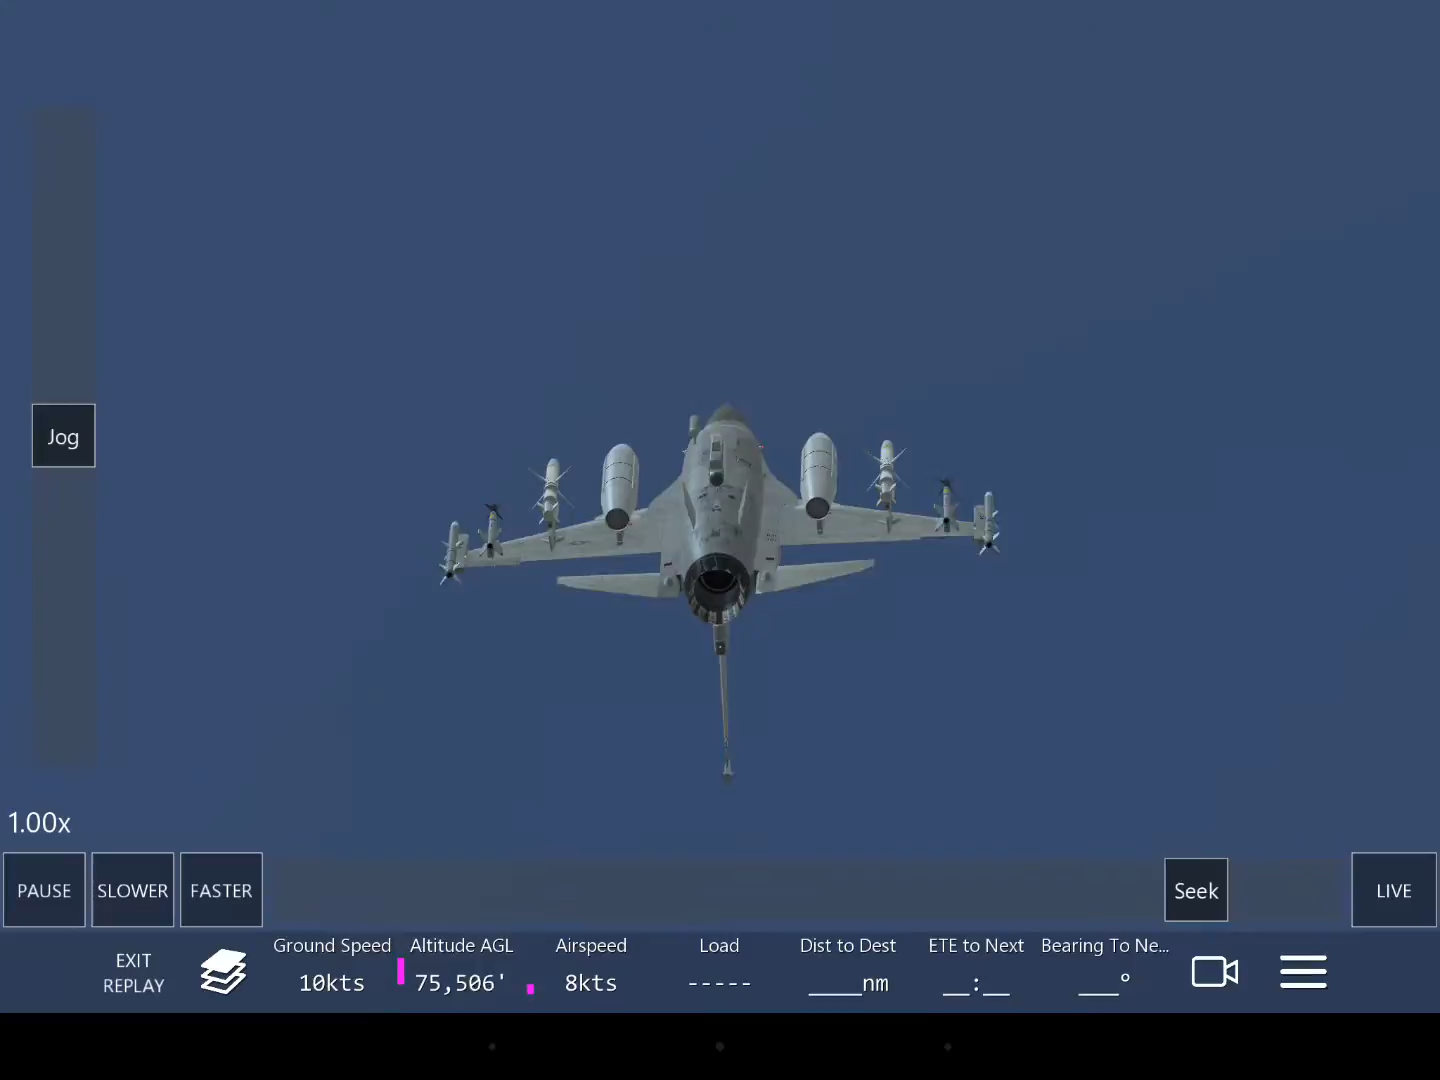 Jog
1.00x
PAUSE
SLOWER
FASTER
Seek
LIVE
EXIT
REPLAY
Ground Speed
10kts
Altitude AGL
75,506'
Airspeed
8kts
Load
-----
Dist to Dest
____nm
ETE to Next
__:__
Bearing To Ne...
___°